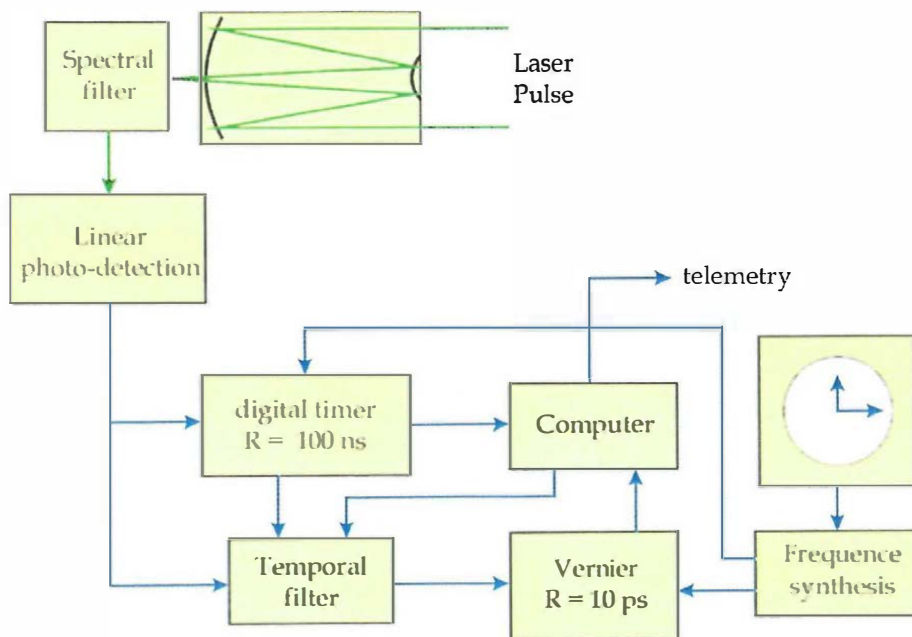 Spectral
filter
Laser
Pulse
Linear
photo-detection
telemetry
digital timer
R = 100 ns
Computer
Temporal
filter
Vernier
R = 10 ps
Frequence
synthesis